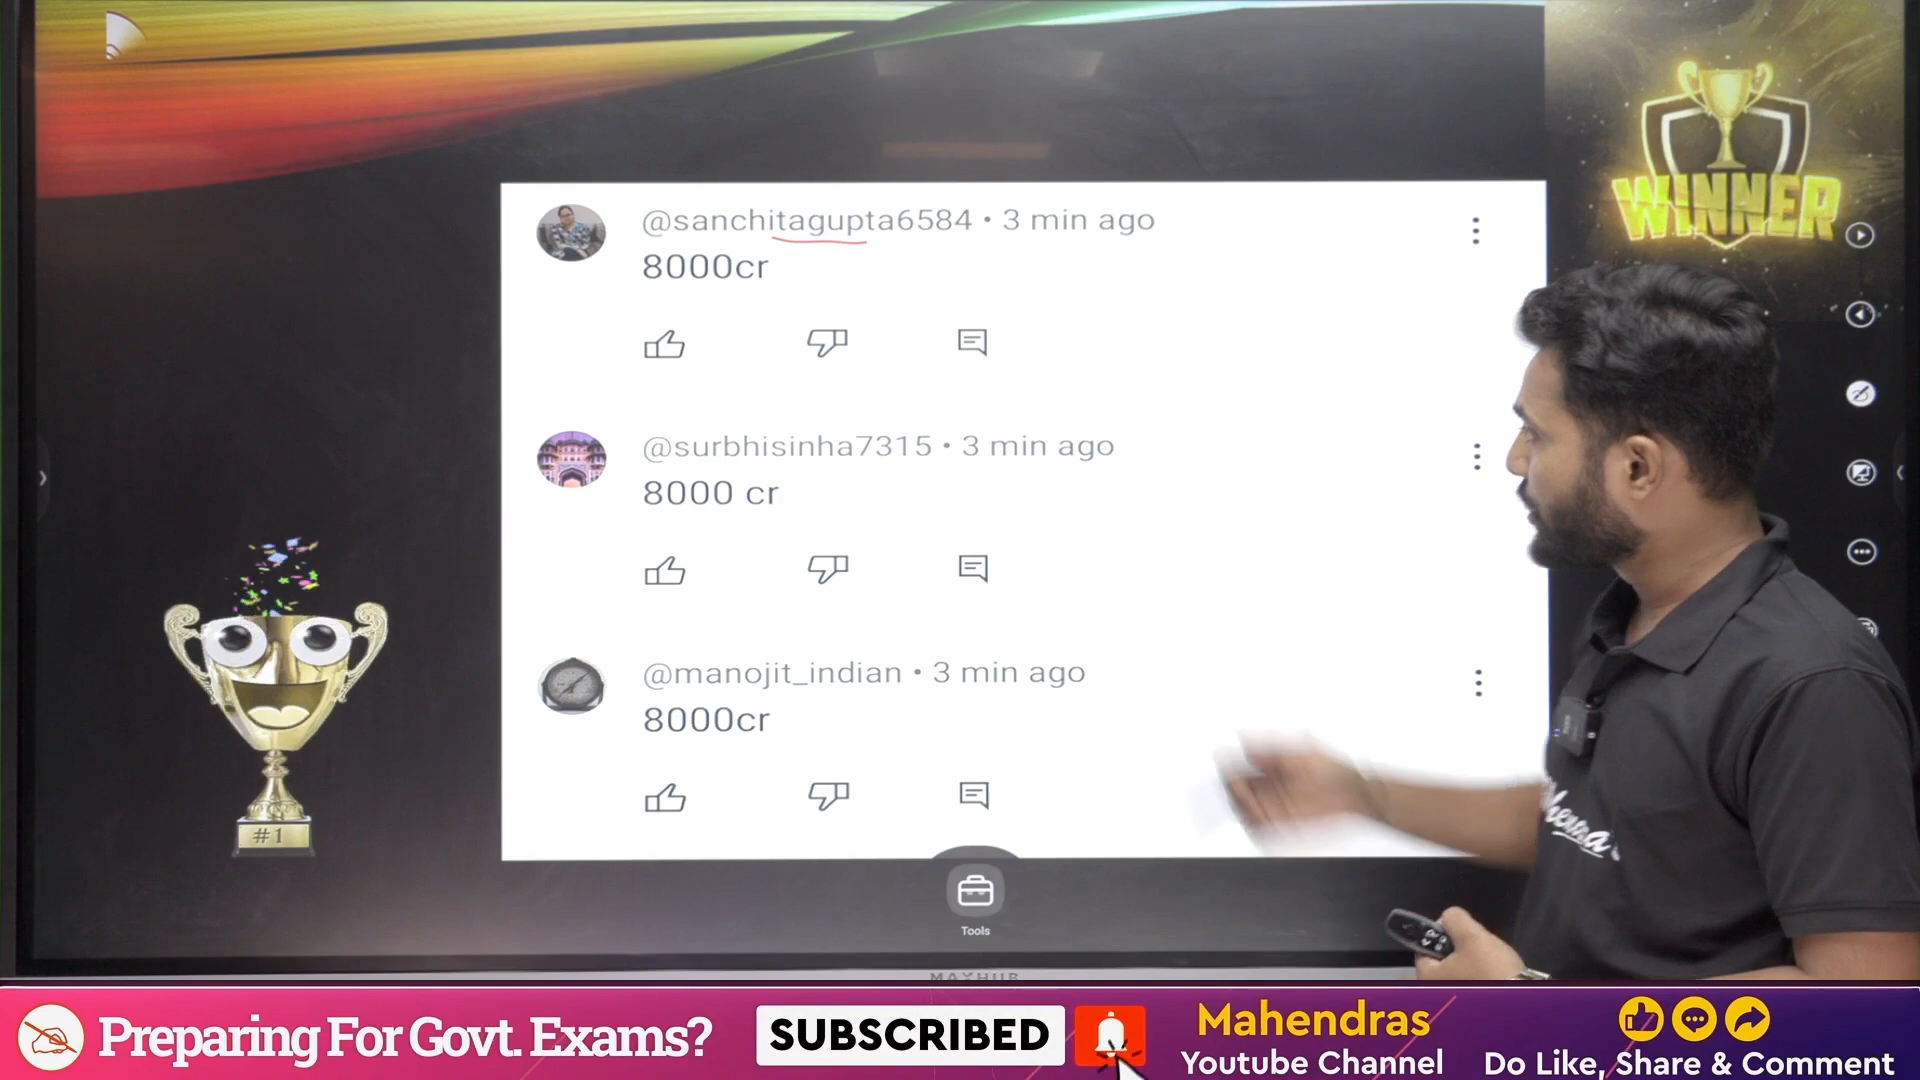 WINNER
@sanchitagupta6584 • 3 min ago
8000cr
@surbhisinha7315 • 3 min ago
8000 cr
@manojit_indian • 3 min ago
8000cr
#1
Tools
MAXHUB
Preparing For Govt. Exams?
SUBSCRIBED
Mahendras
Youtube Channel
Do Like, Share & Comment